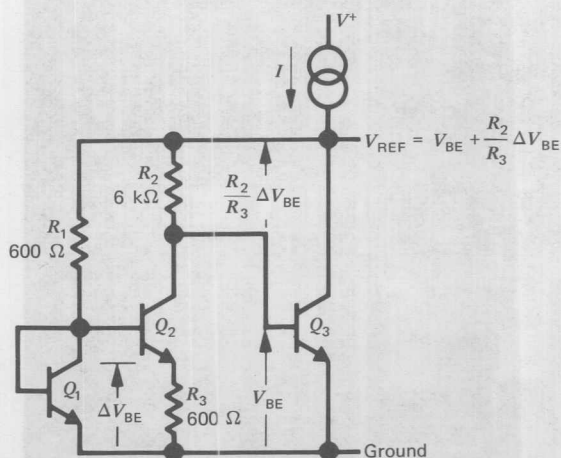 V⁺
I
V_REF = V_BE + R₂/R₃ ΔV_BE
R₂
6 kΩ
R₂/R₃ ΔV_BE
R₁
600 Ω
Q₂
Q₃
Q₁
ΔV_BE
R₃
600 Ω
V_BE
Ground